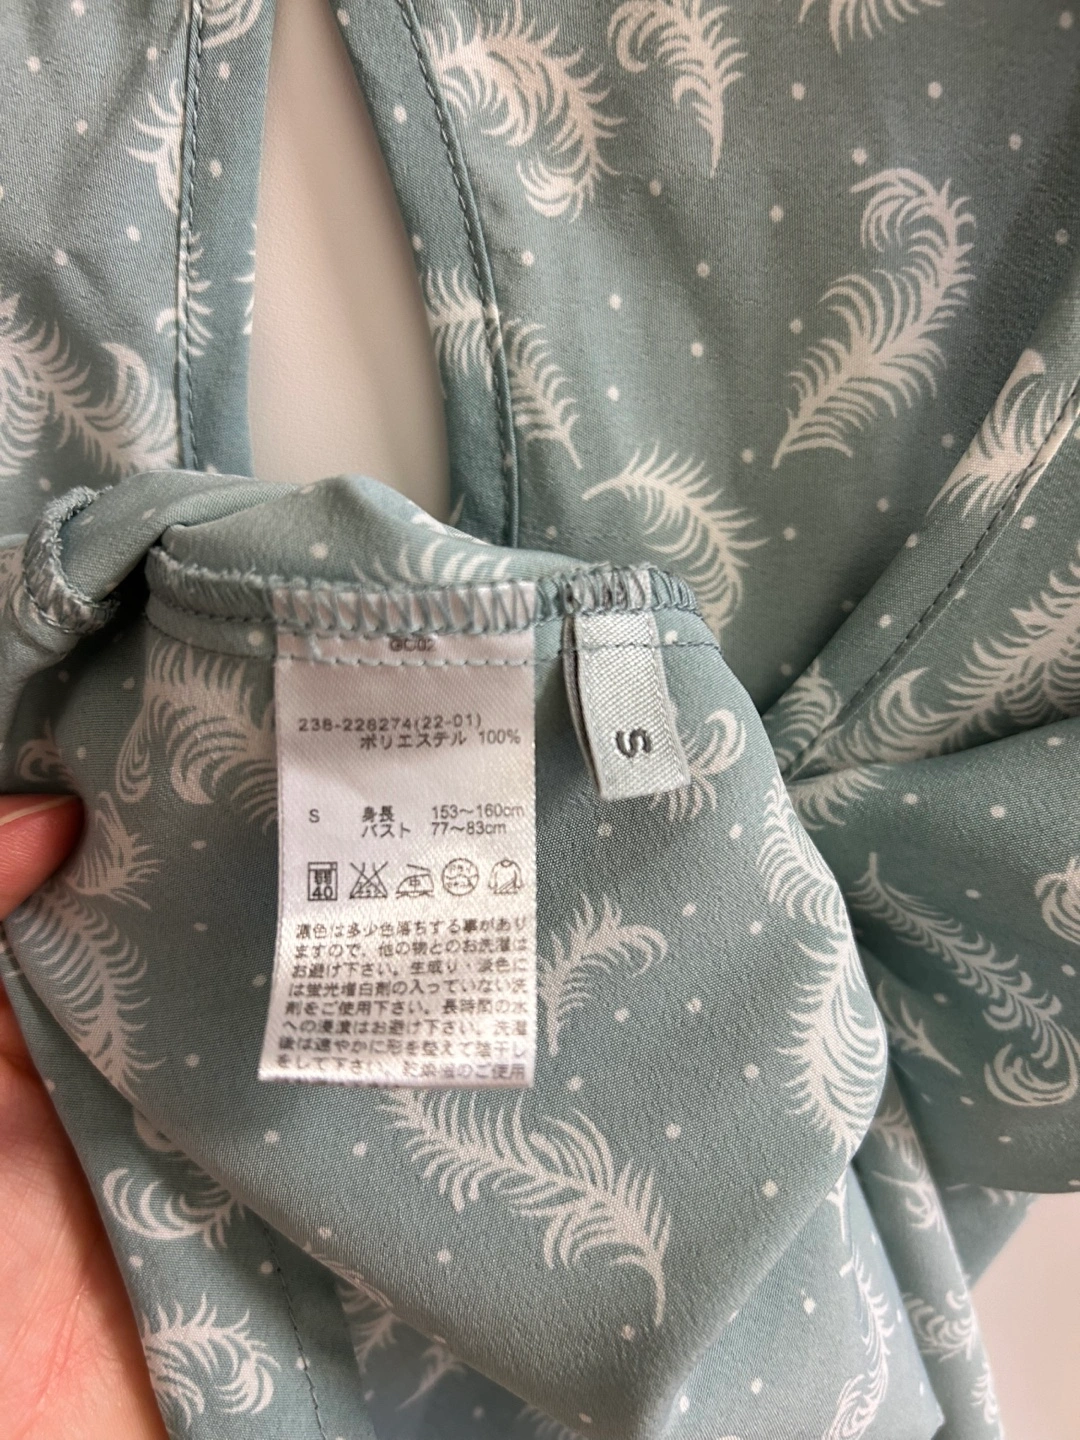 GC02
238-228274(22-01)
ポリエステル 100%
S 身長 153～160cm
バスト 77～83cm
40
中
濃色は多少色落ちする事があり
ますので、他の物とのお洗濯は
お避け下さい。生成り・淡色に
は蛍光増白剤の入っていない洗
剤をご使用下さい。長時間の水
への浸漬はお避け下さい。洗濯
後は速やかに形を整えて陰干し
をして下さい。乾燥機のご使用
S